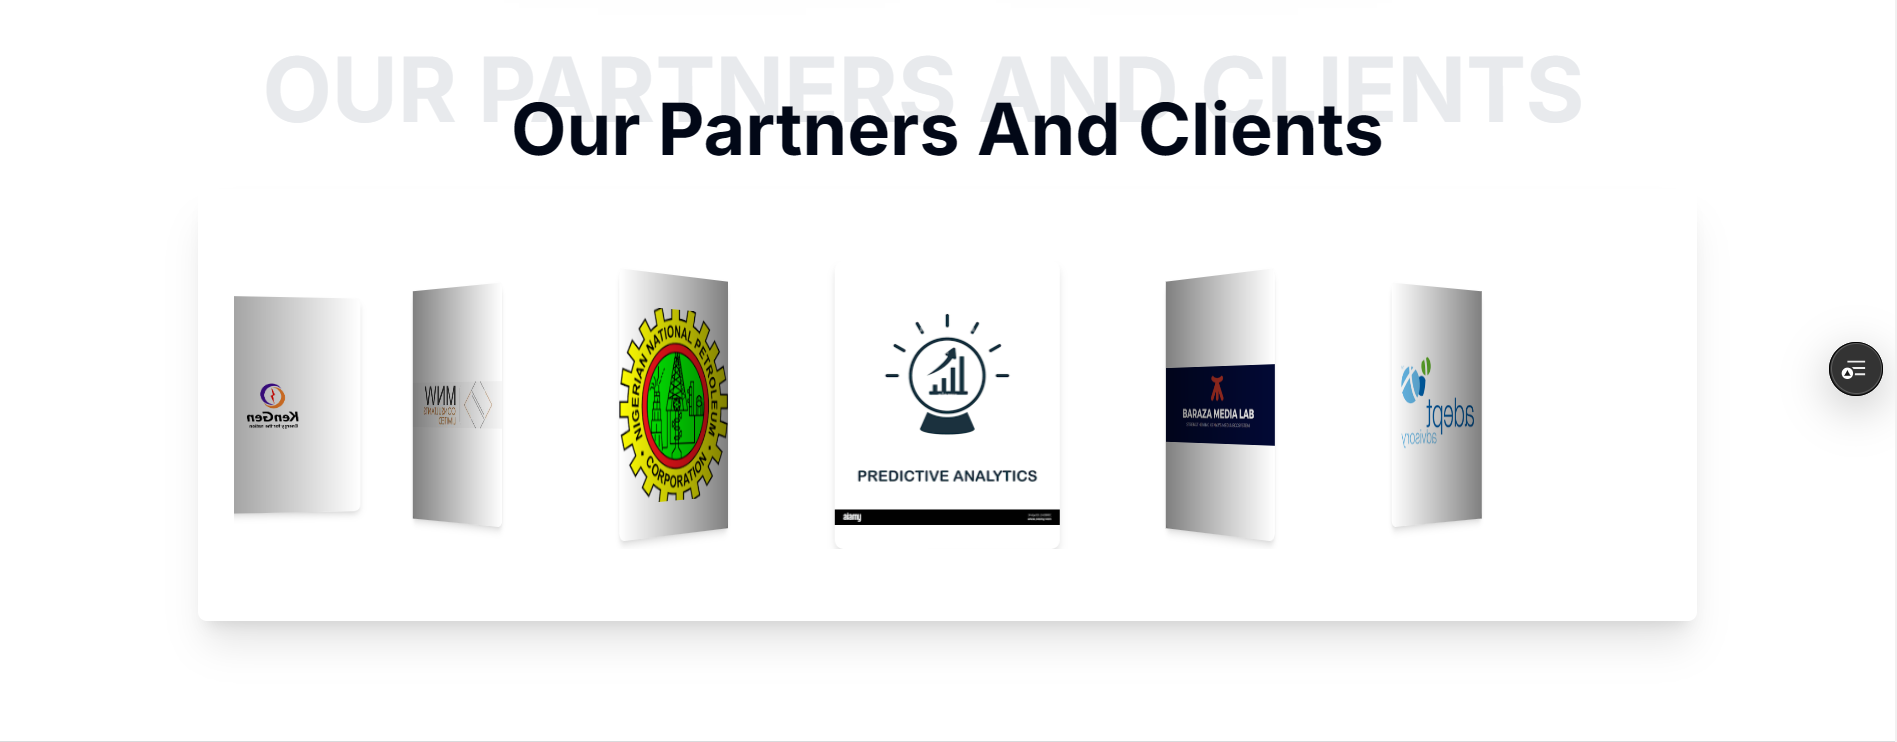 OUR PARTNERS AND CLIENTS
Our Partners And Clients
KenGen
Energy for the nation
MNW
CONSULTANTS
LIMITED
NIGERIAN NATIONAL PETROLEUM
CORPORATION
PREDICTIVE ANALYTICS
alamy
BARAZA MEDIA LAB
adept
advisory